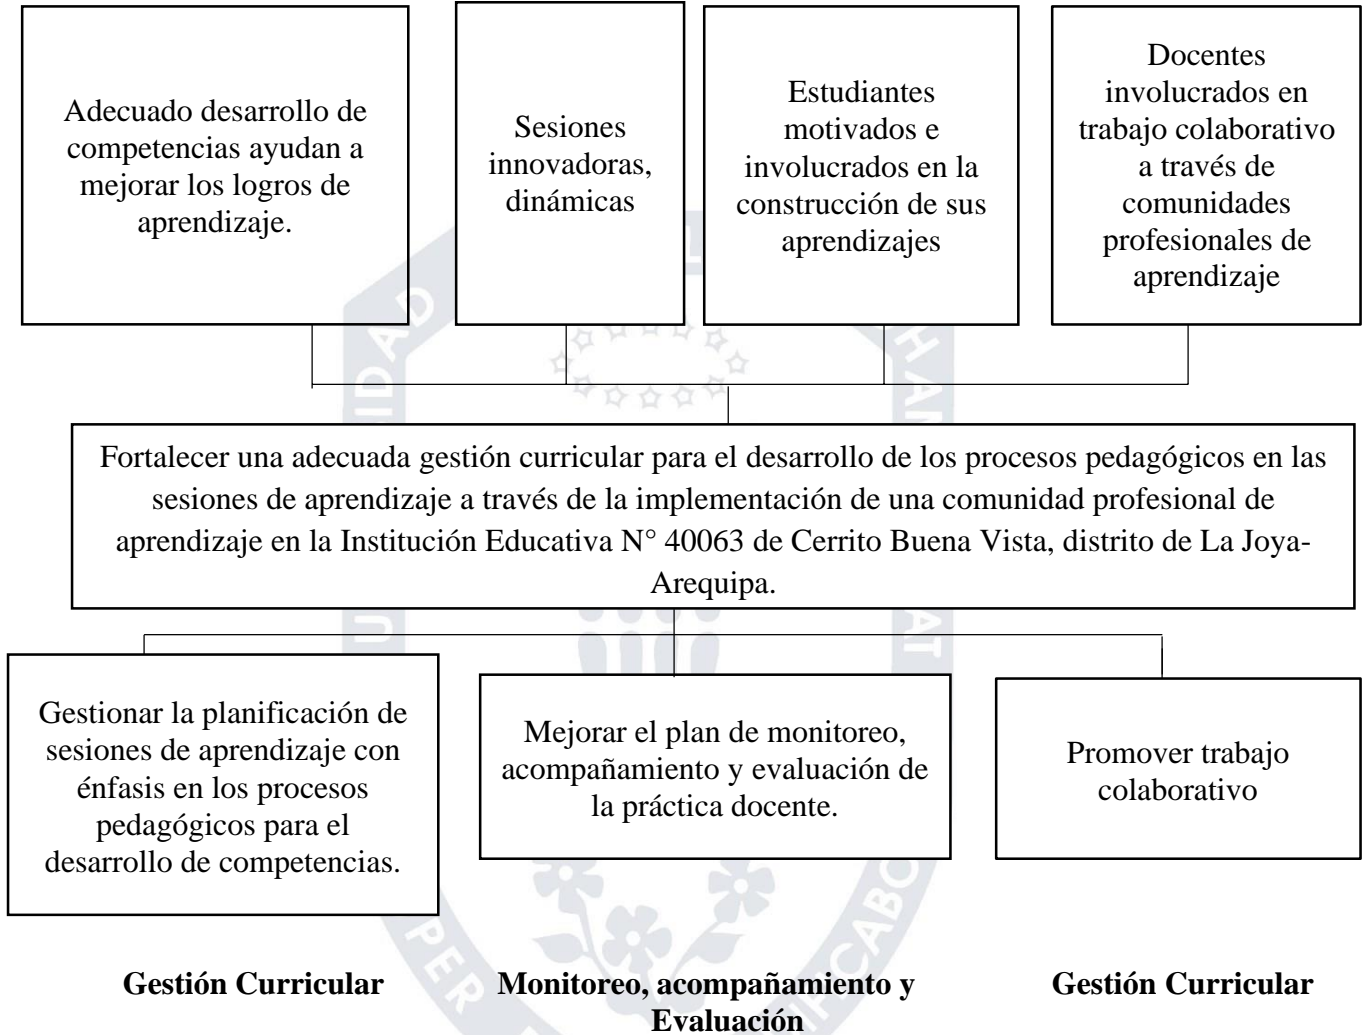 Adecuado desarrollo de
competencias ayudan a
mejorar los logros de
aprendizaje.
Sesiones
innovadoras,
dinámicas
Estudiantes
motivados e
involucrados en la
construcción de sus
aprendizajes
Docentes
involucrados en
trabajo colaborativo
a través de
comunidades
profesionales de
aprendizaje
Fortalecer una adecuada gestión curricular para el desarrollo de los procesos pedagógicos en las
sesiones de aprendizaje a través de la implementación de una comunidad profesional de
aprendizaje en la Institución Educativa N° 40063 de Cerrito Buena Vista, distrito de La Joya-
Arequipa.
Gestionar la planificación de
sesiones de aprendizaje con
énfasis en los procesos
pedagógicos para el
desarrollo de competencias.
Mejorar el plan de monitoreo,
acompañamiento y evaluación de
la práctica docente.
Promover trabajo
colaborativo
Gestión Curricular
Monitoreo, acompañamiento y
Evaluación
Gestión Curricular